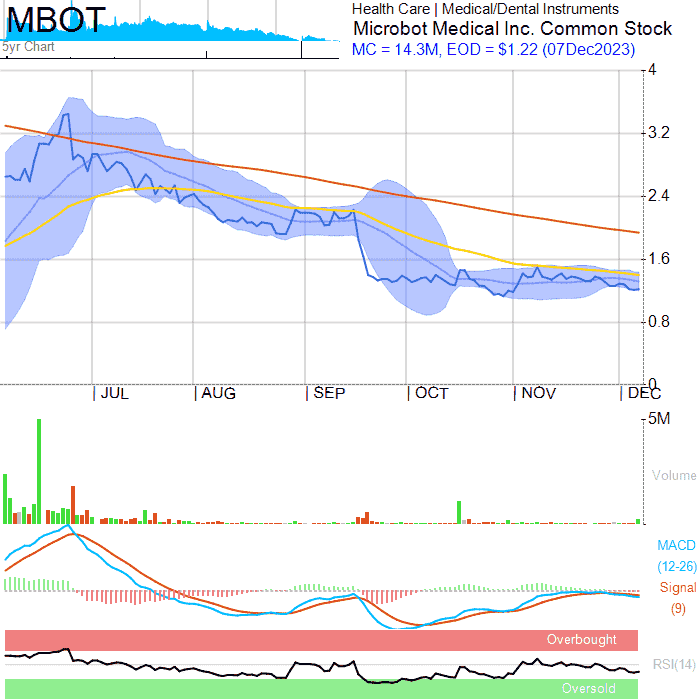 MBOT
5yr Chart
Health Care | Medical/Dental Instruments
Microbot Medical Inc. Common Stock
MC = 14.3M, EOD = $1.22 (07Dec2023)
4
3.2
2.4
1.6
0.8
0
JUL AUG SEP OCT NOV DEC
5M
Volume
MACD
(12-26)
Signal
(9)
Overbought
RSI(14)
Oversold